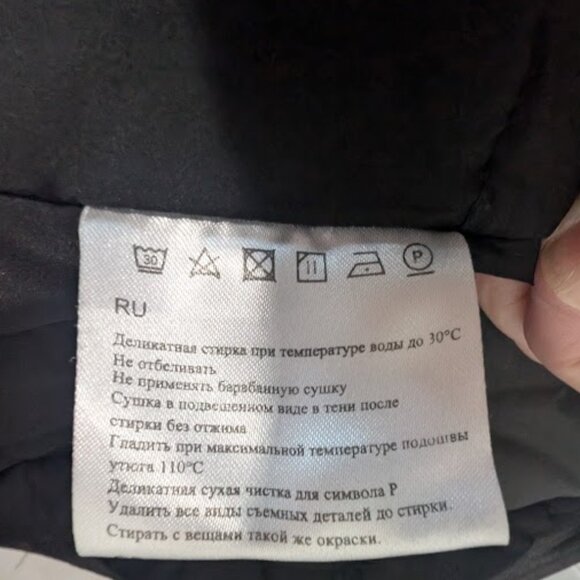 30 P
RU
Деликатная стирка при температуре воды до 30°C
Не отбеливать
Не применять барабанную сушку
Сушка в подвешенном виде в тени после
стирки без отжима
Гладить при максимальной температуре подошвы
утюга 110°C
Деликатная сухая чистка для символа P
Удалить все виды съемных деталей до стирки.
Стирать с вещами такой же окраски.